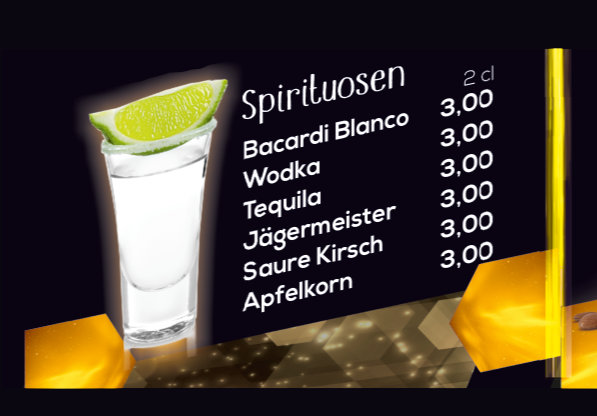 Spirituosen 2 cl
Bacardi Blanco 3,00
Wodka 3,00
Tequila 3,00
Jägermeister 3,00
Saure Kirsch 3,00
Apfelkorn 3,00